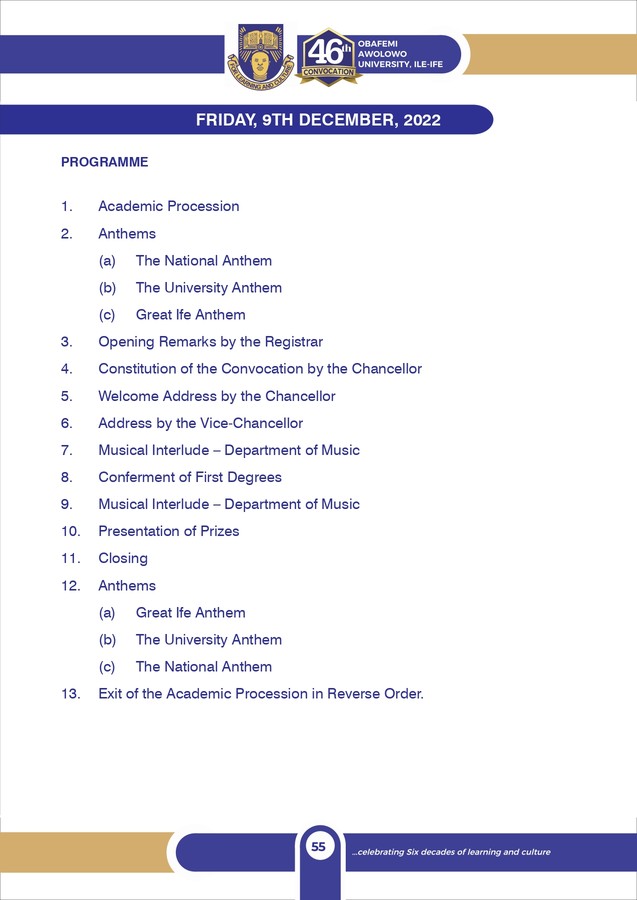 FOR LEARNING AND CULTURE
46th
CONVOCATION
OBAFEMI
AWOLOWO
UNIVERSITY, ILE-IFE
FRIDAY, 9TH DECEMBER, 2022
PROGRAMME
1. Academic Procession
2. Anthems
(a) The National Anthem
(b) The University Anthem
(c) Great Ife Anthem
3. Opening Remarks by the Registrar
4. Constitution of the Convocation by the Chancellor
5. Welcome Address by the Chancellor
6. Address by the Vice-Chancellor
7. Musical Interlude – Department of Music
8. Conferment of First Degrees
9. Musical Interlude – Department of Music
10. Presentation of Prizes
11. Closing
12. Anthems
(a) Great Ife Anthem
(b) The University Anthem
(c) The National Anthem
13. Exit of the Academic Procession in Reverse Order.
55
...celebrating Six decades of learning and culture